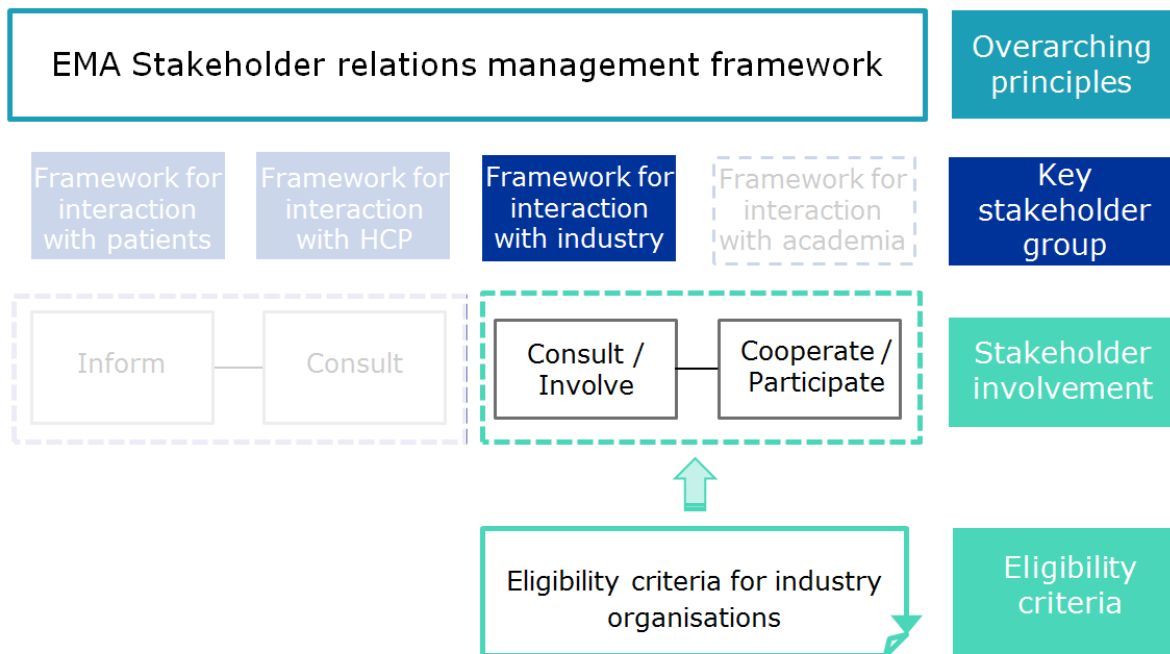 EMA Stakeholder relations management framework
Overarching
principles
Framework for
interaction
with patients
Framework for
interaction
with HCP
Framework for
interaction
with industry
Framework for
interaction
with academia
Key
stakeholder
group
Inform
Consult
Consult /
Involve
Cooperate /
Participate
Stakeholder
involvement
Eligibility criteria for industry
organisations
Eligibility
criteria